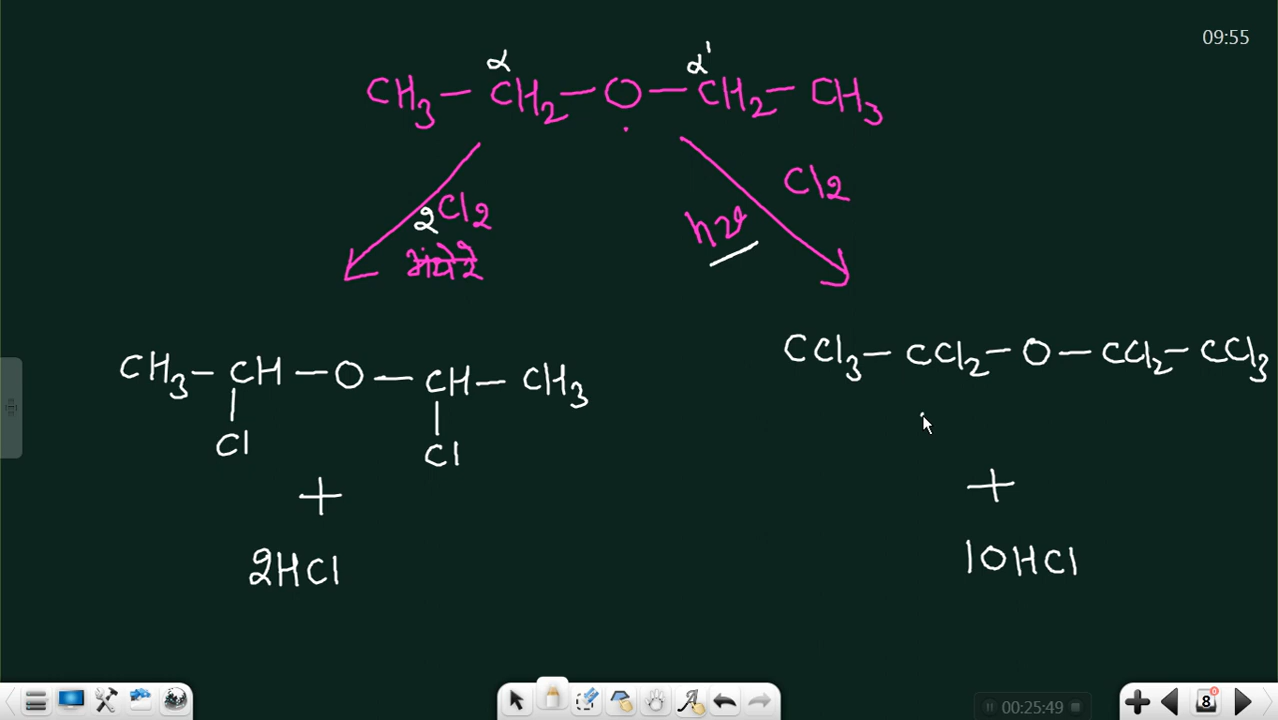 09:55
α α'
CH3 – CH2 – O – CH2 – CH3
2Cl2
अंधेरे
Cl2
hν
CH3 – CH – O – CH – CH3
Cl Cl
+
2HCl
CCl3 – CCl2 – O – CCl2 – CCl3
+
10HCl
00:25:49
8
0